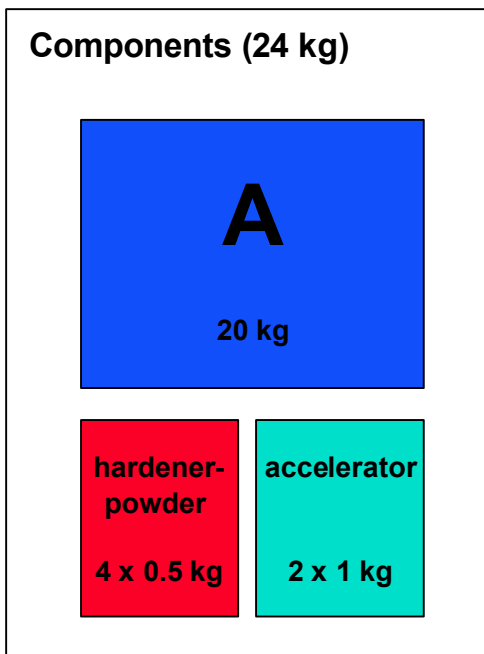 Components (24 kg)
A
20 kg
hardener-
powder
4 x 0.5 kg
accelerator
2 x 1 kg